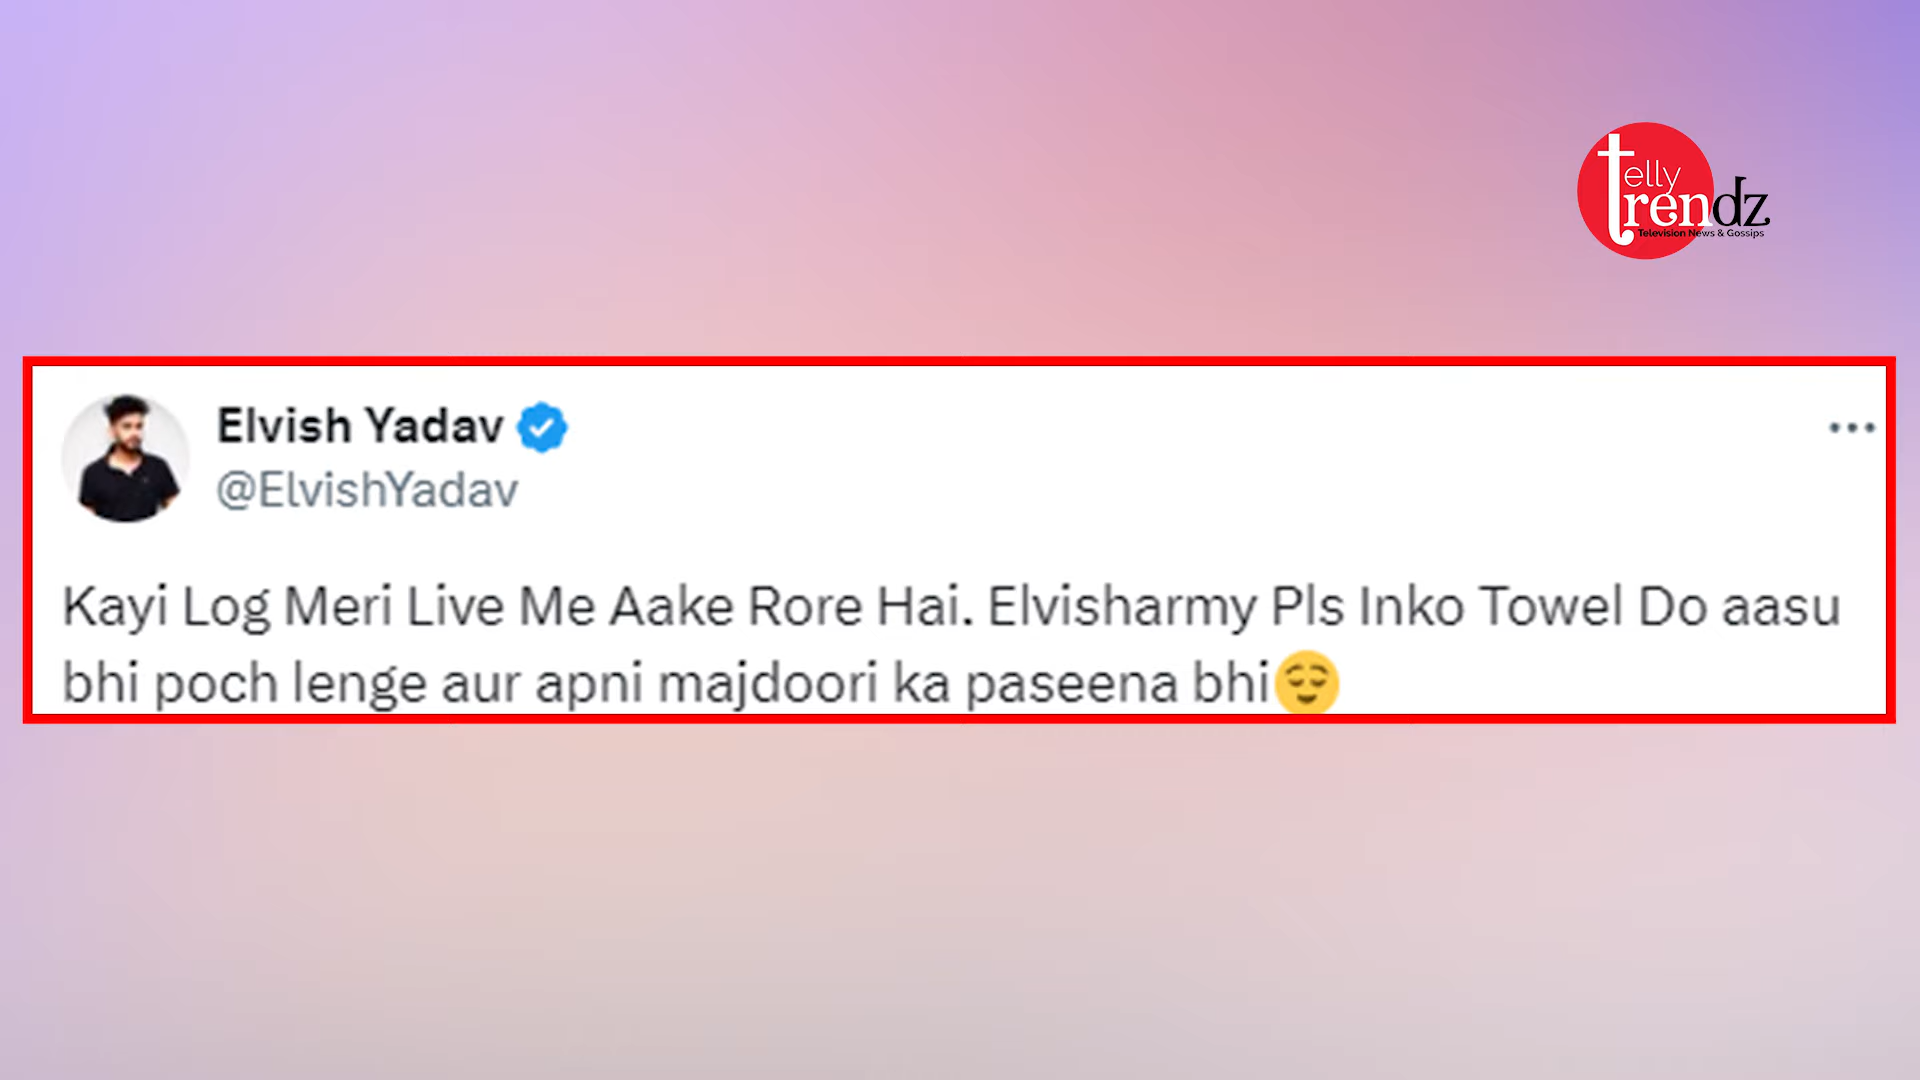 telly
trendz
Television News & Gossips
Elvish Yadav
@ElvishYadav
Kayi Log Meri Live Me Aake Rore Hai. Elvisharmy Pls Inko Towel Do aasu
bhi poch lenge aur apni majdoori ka paseena bhi😌